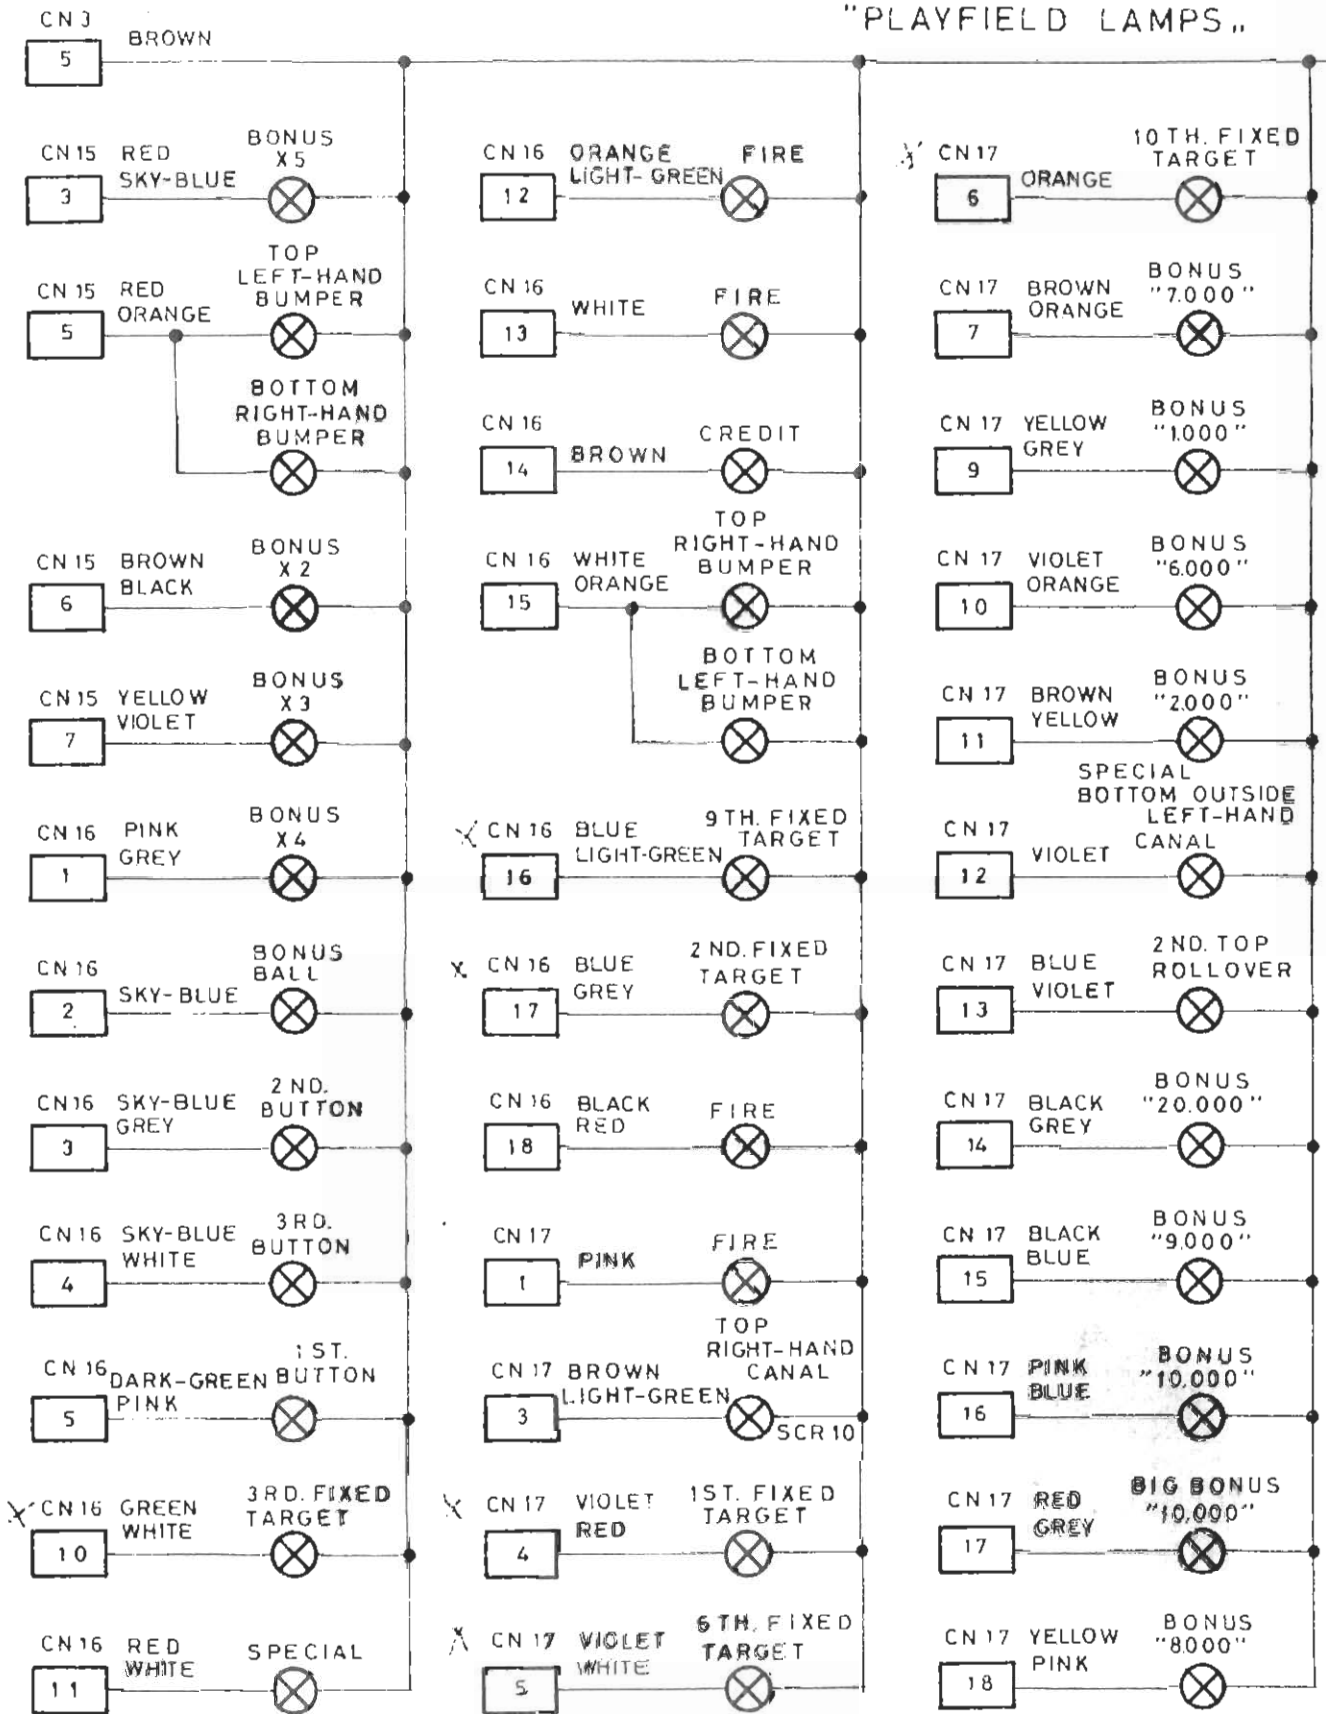 "PLAYFIELD LAMPS"
CN 3
BROWN
5
CN 15
RED
SKY-BLUE
BONUS
X5
3
CN 15
RED
ORANGE
TOP
LEFT-HAND
BUMPER
5
BOTTOM
RIGHT-HAND
BUMPER
CN 15
BROWN
BLACK
BONUS
X2
6
CN 15
YELLOW
VIOLET
BONUS
X3
7
CN 16
PINK
GREY
BONUS
X4
1
CN 16
SKY-BLUE
BONUS
BALL
2
CN 16
SKY-BLUE
GREY
2 ND.
BUTTON
3
CN 16
SKY-BLUE
WHITE
3 RD.
BUTTON
4
CN 16
DARK-GREEN
PINK
1 ST.
BUTTON
5
X CN 16
GREEN
WHITE
3 RD. FIXED
TARGET
10
CN 16
RED
WHITE
SPECIAL
11
CN 16
ORANGE
LIGHT-GREEN
FIRE
12
CN 16
WHITE
FIRE
13
CN 16
BROWN
CREDIT
14
CN 16
WHITE
ORANGE
TOP
RIGHT-HAND
BUMPER
15
BOTTOM
LEFT-HAND
BUMPER
X CN 16
BLUE
LIGHT-GREEN
9 TH. FIXED
TARGET
16
X CN 16
BLUE
GREY
2 ND. FIXED
TARGET
17
CN 16
BLACK
RED
FIRE
18
CN 17
PINK
FIRE
1
CN 17
BROWN
LIGHT-GREEN
TOP
RIGHT-HAND
CANAL
3
SCR 10
X CN 17
VIOLET
RED
1 ST. FIXED
TARGET
4
X CN 17
VIOLET
WHITE
6 TH. FIXED
TARGET
5
X CN 17
ORANGE
10 TH. FIXED
TARGET
6
CN 17
BROWN
ORANGE
BONUS
"7.000"
7
CN 17
YELLOW
GREY
BONUS
"1.000"
9
CN 17
VIOLET
ORANGE
BONUS
"6.000"
10
CN 17
BROWN
YELLOW
BONUS
"2.000"
11
CN 17
VIOLET
SPECIAL
BOTTOM OUTSIDE
LEFT-HAND
CANAL
12
CN 17
BLUE
VIOLET
2 ND. TOP
ROLLOVER
13
CN 17
BLACK
GREY
BONUS
"20.000"
14
CN 17
BLACK
BLUE
BONUS
"9.000"
15
CN 17
PINK
BLUE
BONUS
"10.000"
16
CN 17
RED
GREY
BIG BONUS
"10.000"
17
CN 17
YELLOW
PINK
BONUS
"8.000"
18